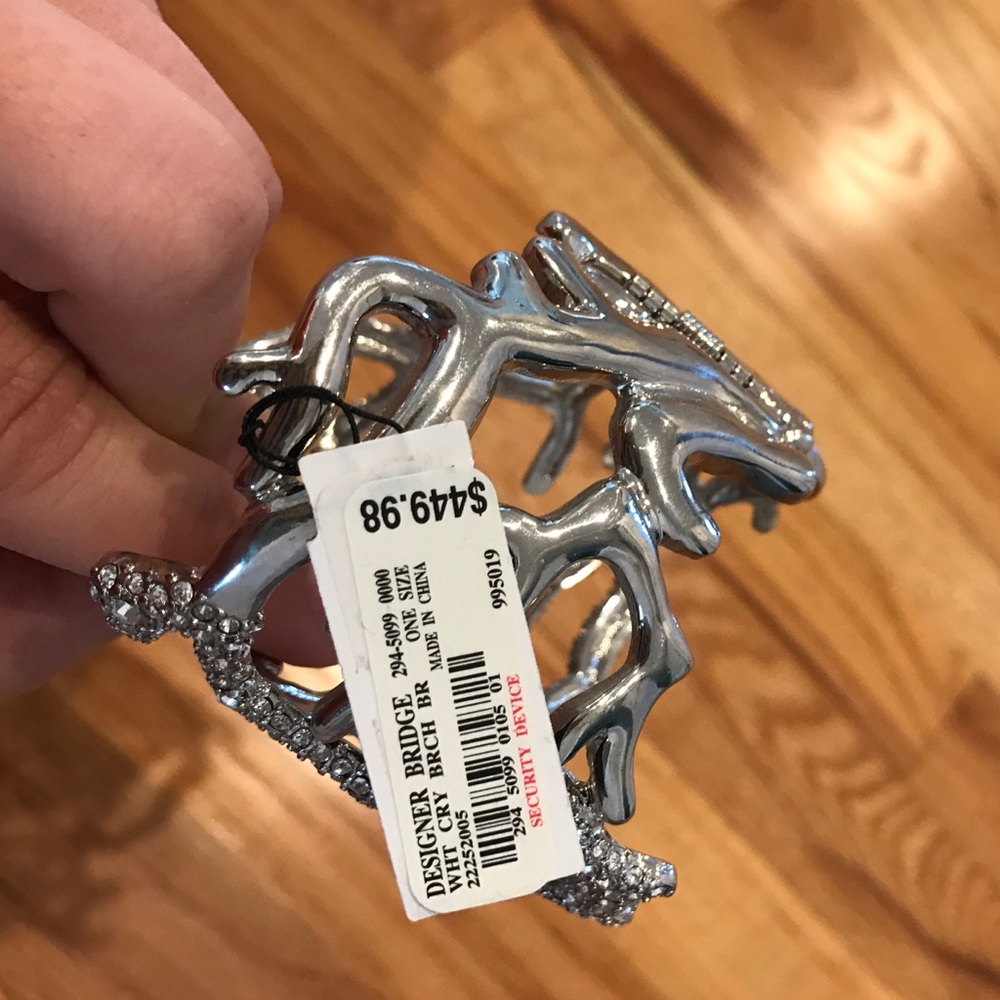 DESIGNER BRIDGE 294-5099 0000
WHT CRY BRCH BR ONE SIZE
22252005 MADE IN CHINA
294 5099 0105 01 995019
SECURITY DEVICE
$449.98